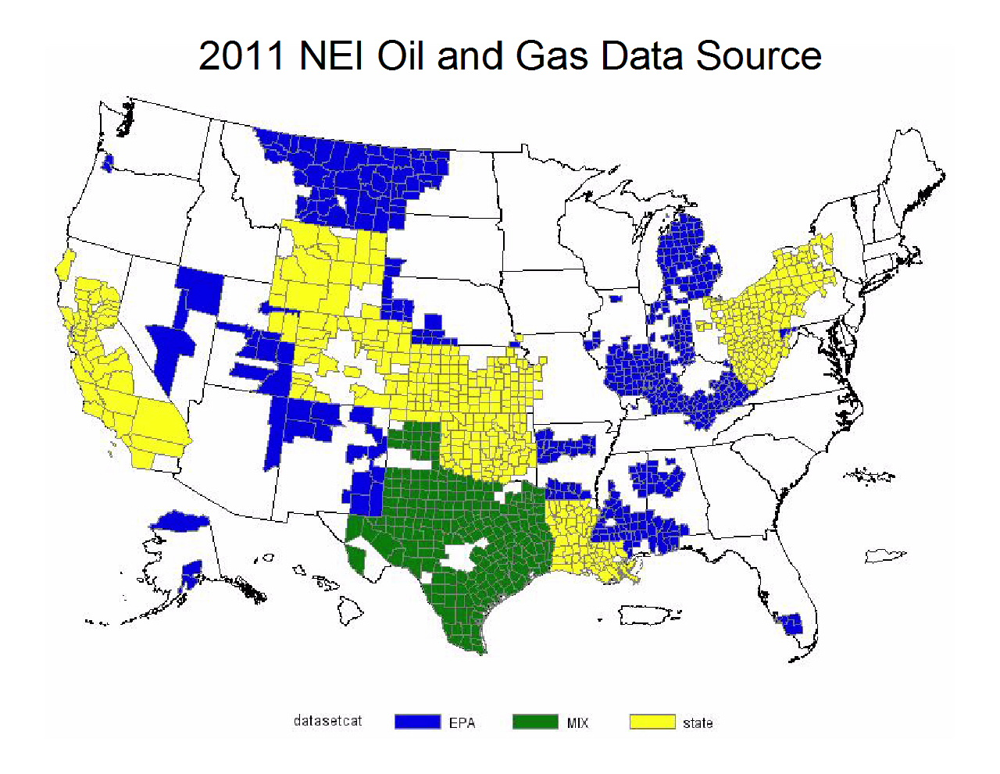 2011 NEI Oil and Gas Data Source
datasetcat EPA MIX state